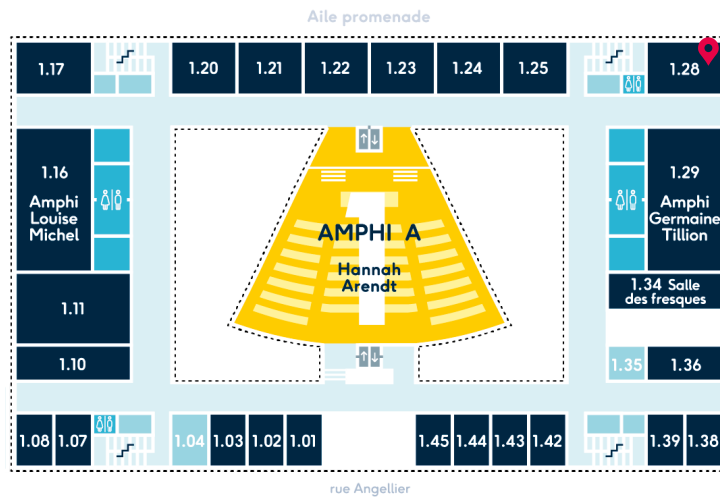 Aile promenade
1.17
1.20
1.21
1.22
1.23
1.24
1.25
1.28
1.16
Amphi
Louise
Michel
1
AMPHI A
Hannah
Arendt
1.29
Amphi
Germaine
Tillion
1.34 Salle
des fresques
1.11
1.10
1.35
1.36
1.08
1.07
1.04
1.03
1.02
1.01
1.45
1.44
1.43
1.42
1.39
1.38
rue Angellier